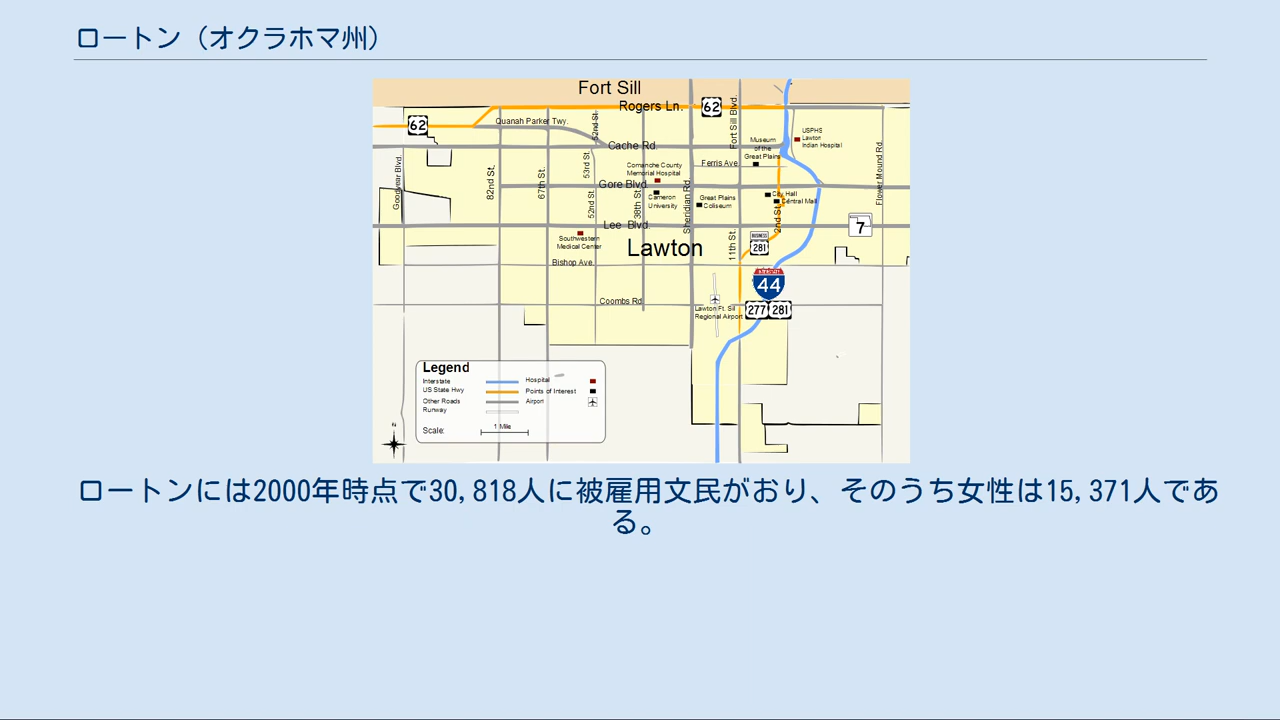 ロートン（オクラホマ州）
Fort Sill
Rogers Ln.
62
62
Quanah Parker Twy.
52nd St.
Fort Sill Blvd.
USPHS
Lawton
Indian Hospital
Museum
of the
Great Plains
Cache Rd.
Ferris Ave
Goodyear Blvd.
82nd St.
67th St.
53rd St.
Comanche County
Memorial Hospital
Flower Mound Rd.
Gore Blvd.
52nd St.
38th St.
Cameron
University
Sheridan Rd.
Great Plains
Coliseum
City Hall
Central Mall
2nd St.
Lee Blvd.
7
Southwestern
Medical Center
Lawton
11th St.
BUSINESS
281
Bishop Ave.
44
Coombs Rd.
Lawton Ft. Sill
Regional Airport
277
281
Legend
Interstate
Hospital
US State Hwy
Points of Interest
Other Roads
Airport
Runway
Scale:
1 Mile
N
ロートンには2000年時点で30,818人に被雇用文民がおり、そのうち女性は15,371人であ
る。